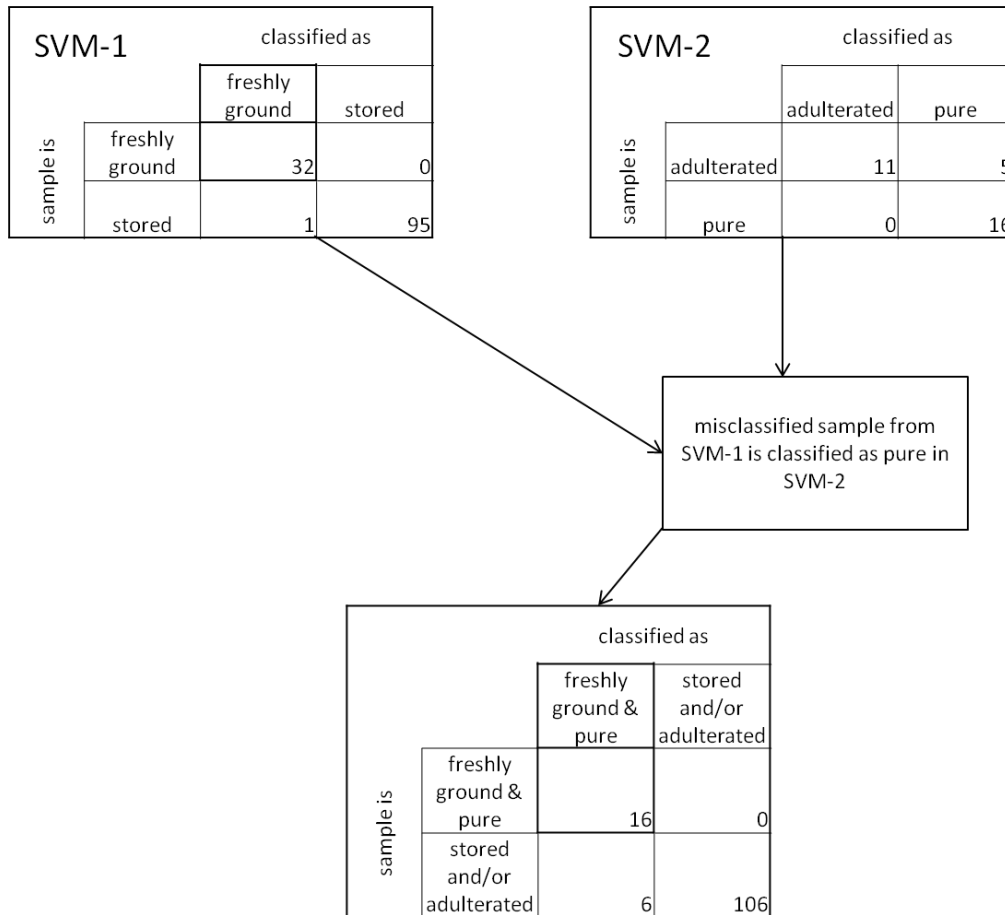 SVM-1
classified as
freshly
ground
stored
sample is
freshly
ground
32
0
stored
1
95
SVM-2
classified as
adulterated
pure
sample is
adulterated
11
5
pure
0
16
misclassified sample from
SVM-1 is classified as pure in
SVM-2
classified as
freshly
ground &
pure
stored
and/or
adulterated
sample is
freshly
ground &
pure
16
0
stored
and/or
adulterated
6
106